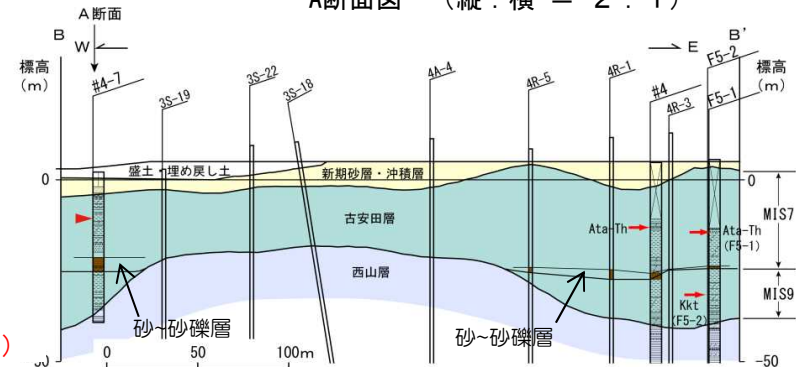 A断面図 (縦:横 = 2:1)
A断面
B
W
E
B'
標高
(m)
標高
(m)
#4-7
3S-19
3S-22
3S-18
4A-4
4R-5
4R-1
#4
4R-3
F5-2
F5-1
盛土・埋め戻し土
新期砂層・沖積層
0
0
古安田層
Ata-Th
Ata-Th
(F5-1)
MIS7
西山層
MIS9
Kkt
(F5-2)
砂~砂礫層
砂~砂礫層
)
-50
0
50
100m